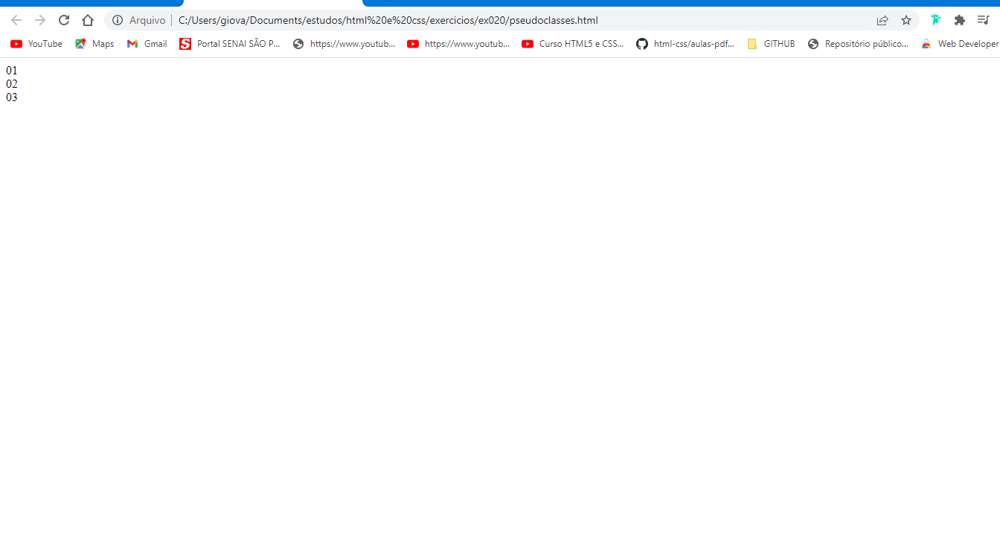 Arquivo C:/Users/giova/Documents/estudos/html%20e%20css/exercicios/ex020/pseudoclasses.html
YouTube Maps Gmail Portal SENAI SÃO P... https://www.youtub... https://www.youtub... Curso HTML5 e CSS... html-css/aulas-pdf... GITHUB Repositório público... Web Developer
01
02
03